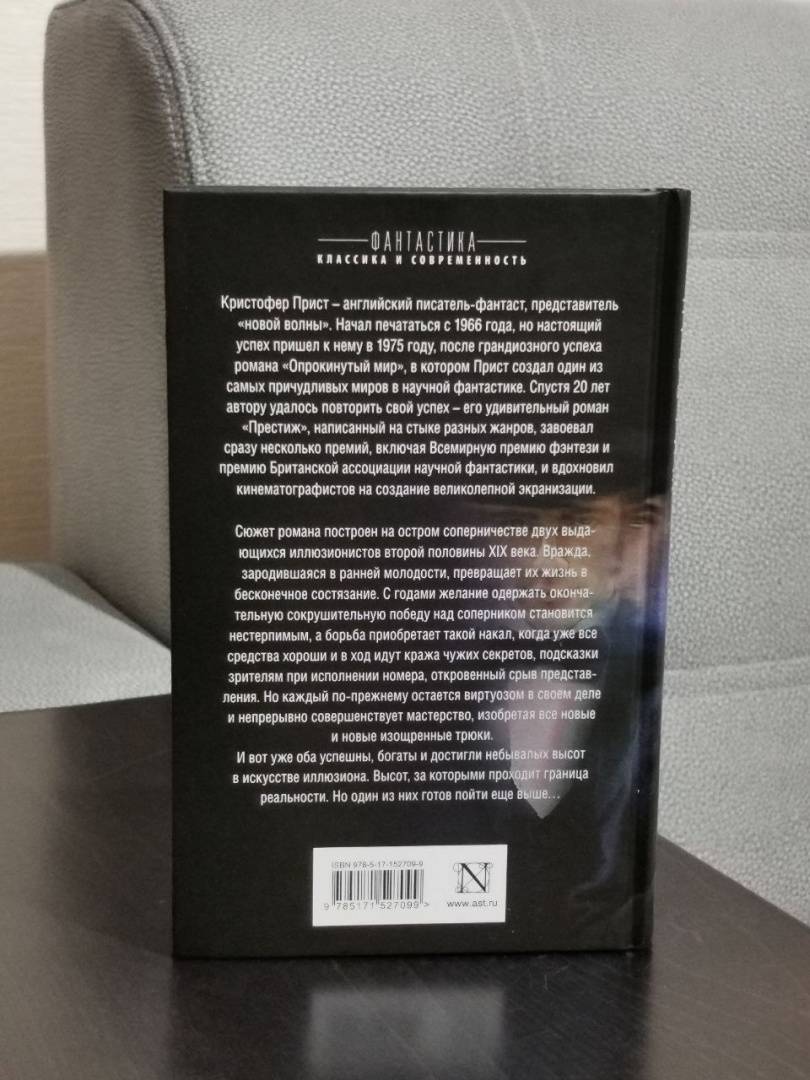 ФАНТАСТИКА
КЛАССИКА И СОВРЕМЕННОСТЬ
Кристофер Прист – английский писатель-фантаст, представитель
«новой волны». Начал печататься с 1966 года, но настоящий
успех пришел к нему в 1975 году, после грандиозного успеха
романа «Опрокинутый мир», в котором Прист создал один из
самых причудливых миров в научной фантастике. Спустя 20 лет
автору удалось повторить свой успех – его удивительный роман
«Престиж», написанный на стыке разных жанров, завоевал
сразу несколько премий, включая Всемирную премию фэнтези и
премию Британской ассоциации научной фантастики, и вдохновил
кинематографистов на создание великолепной экранизации.
Сюжет романа построен на остром соперничестве двух выда-
ющихся иллюзионистов второй половины XIX века. Вражда,
зародившаяся в ранней молодости, превращает их жизнь в
бесконечное состязание. С годами желание одержать оконча-
тельную сокрушительную победу над соперником становится
нестерпимым, а борьба приобретает такой накал, когда уже все
средства хороши и в ход идут кража чужих секретов, подсказки
зрителям при исполнении номера, откровенный срыв представ-
ления. Но каждый по-прежнему остается виртуозом в своем деле
и непрерывно совершенствует мастерство, изобретая все новые
и новые изощренные трюки.
И вот уже оба успешны, богаты и достигли небывалых высот
в искусстве иллюзиона. Высот, за которыми проходит граница
реальности. Но один из них готов пойти еще выше...
ISBN 978-5-17-152709-9
9 785171 527099 >
N
www.ast.ru